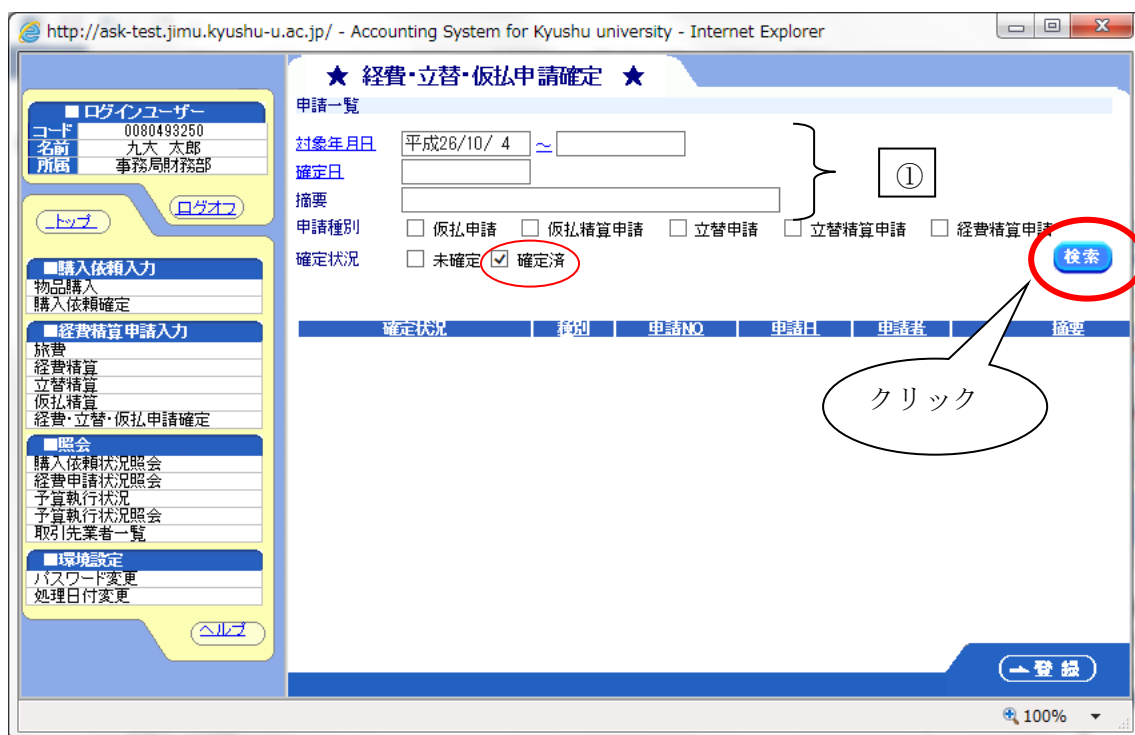 http://ask-test.jimu.kyushu-u.ac.jp/ - Accounting System for Kyushu university - Internet Explorer
★ 経費・立替・仮払申請確定 ★
■ ログインユーザー
コード 0080493250
名前 九大 太郎
所属 事務局財務部
トップ
ログオフ
■購入依頼入力
物品購入
購入依頼確定
■経費精算申請入力
旅費
経費精算
立替精算
仮払精算
経費・立替・仮払申請確定
■照会
購入依頼状況照会
経費申請状況照会
予算執行状況
予算執行状況照会
取引先業者一覧
■環境設定
パスワード変更
処理日付変更
ヘルプ
申請一覧
対象年月日 平成26/10/ 4 ~
確定日
摘要
①
申請種別 仮払申請 仮払精算申請 立替申請 立替精算申請 経費精算申請
確定状況 未確定 確定済
検索
確定状況 種別 申請NO 申請日 申請者 摘要
クリック
登録
100%